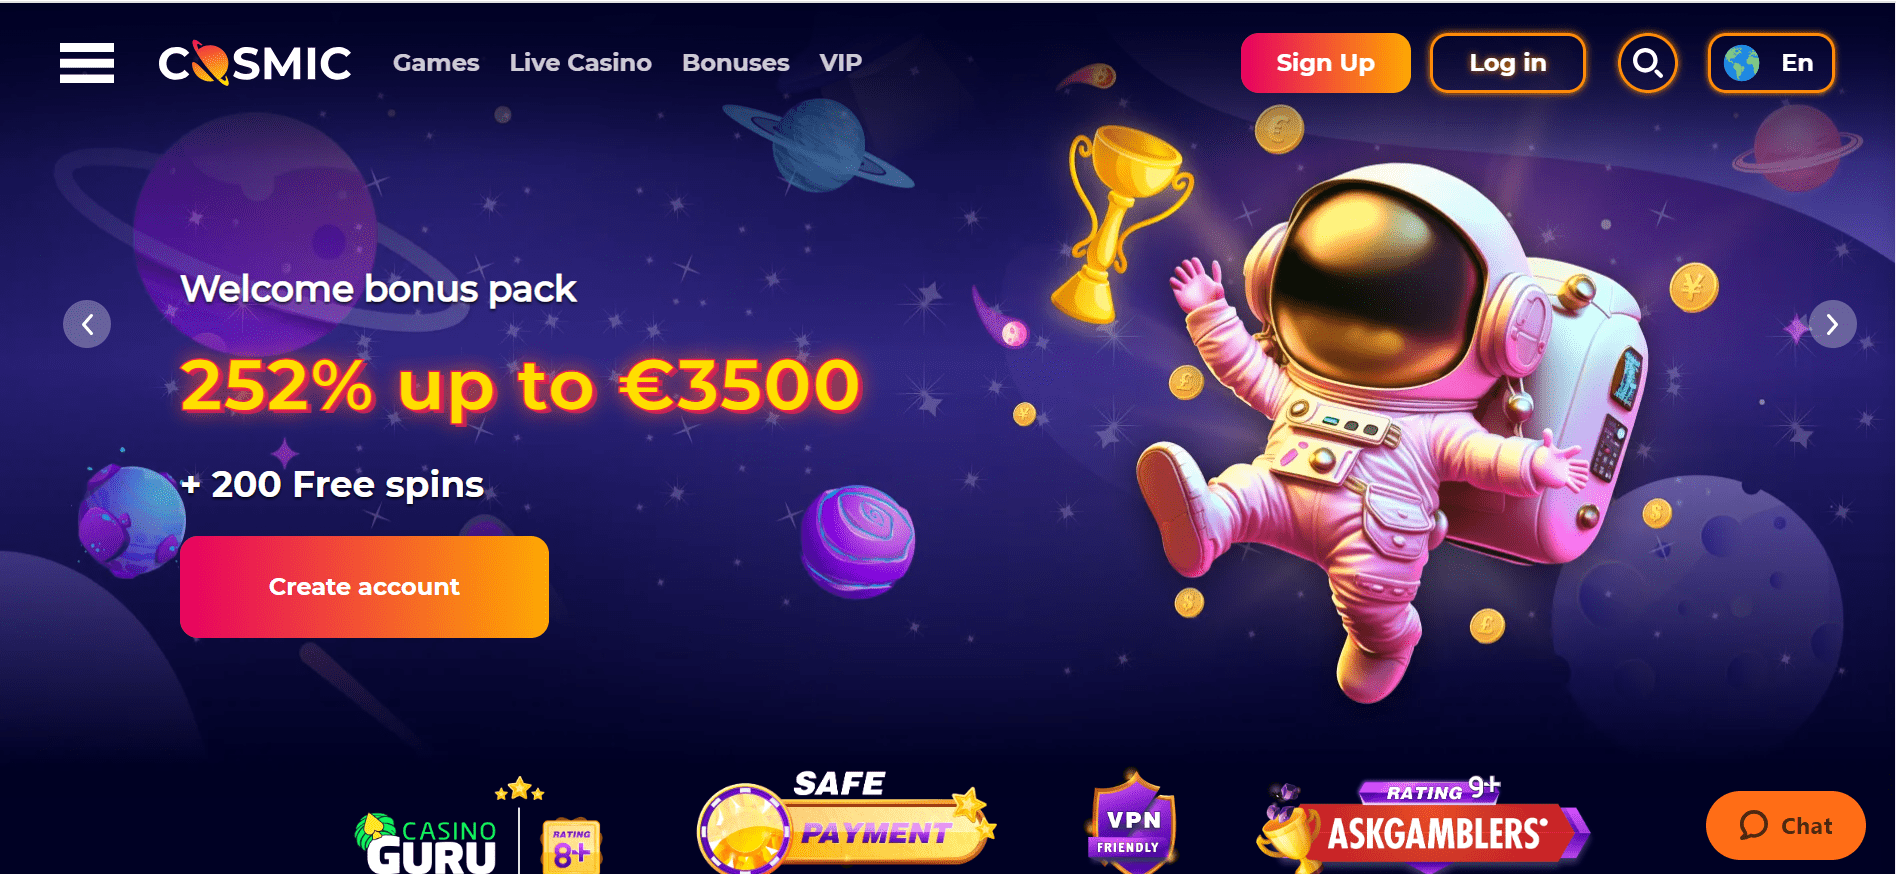 COSMIC
Games
Live Casino
Bonuses
VIP
Sign Up
Log in
En
Welcome bonus pack
252% up to €3500
+ 200 Free spins
Create account
CASINO
GURU
RATING
8+
SAFE
PAYMENT
VPN
FRIENDLY
RATING 9+
ASKGAMBLERS
Chat